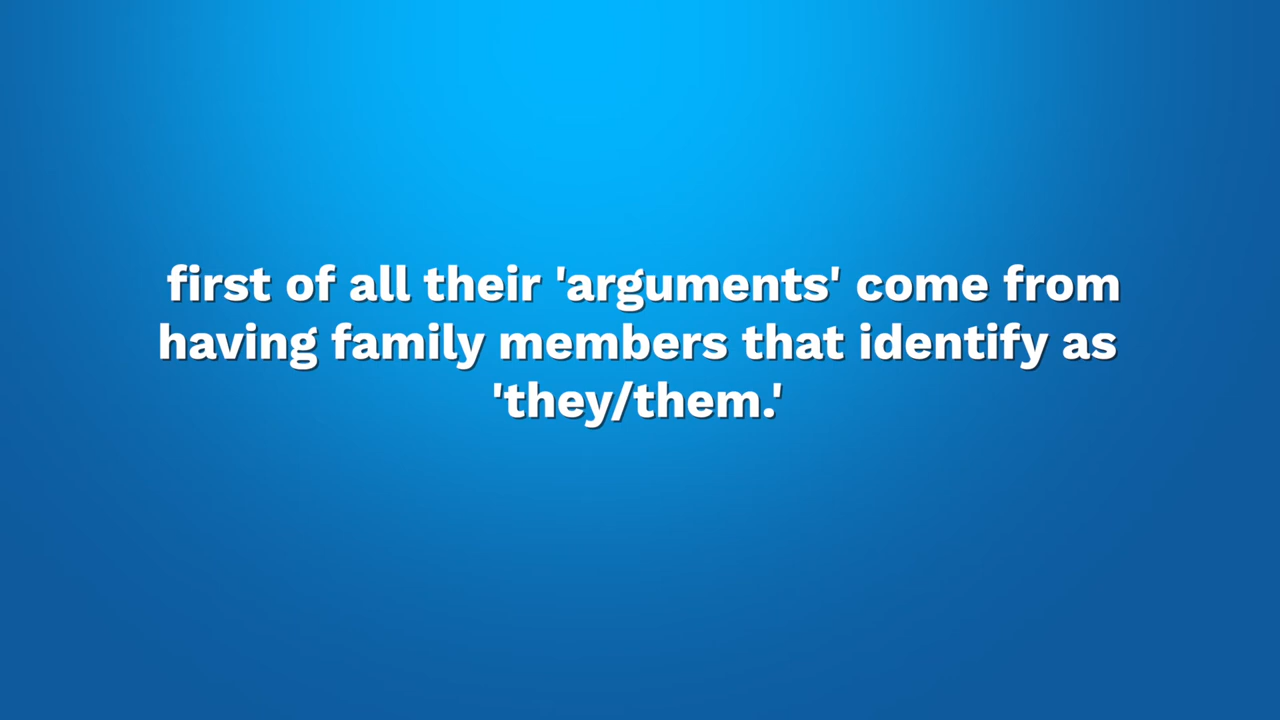 first of all their 'arguments' come from
having family members that identify as
'they/them.'